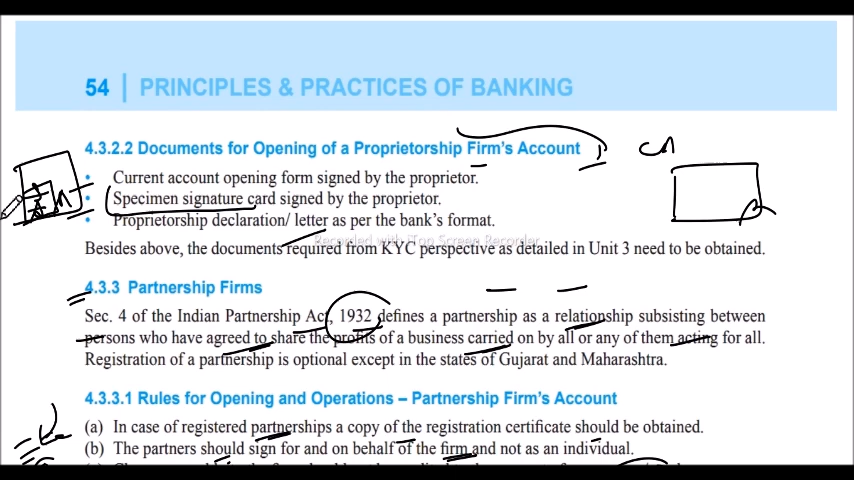 54 | PRINCIPLES & PRACTICES OF BANKING
4.3.2.2 Documents for Opening of a Proprietorship Firm's Account
• Current account opening form signed by the proprietor.
• Specimen signature card signed by the proprietor.
• Proprietorship declaration/ letter as per the bank's format.
Recorded with iTop Screen Recorder
Besides above, the documents required from KYC perspective as detailed in Unit 3 need to be obtained.
4.3.3 Partnership Firms
Sec. 4 of the Indian Partnership Act, 1932 defines a partnership as a relationship subsisting between
persons who have agreed to share the profits of a business carried on by all or any of them acting for all.
Registration of a partnership is optional except in the states of Gujarat and Maharashtra.
4.3.3.1 Rules for Opening and Operations – Partnership Firm's Account
(a) In case of registered partnerships a copy of the registration certificate should be obtained.
(b) The partners should sign for and on behalf of the firm and not as an individual.